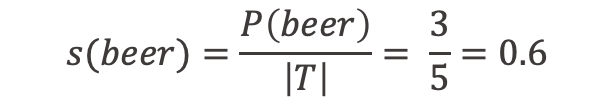 s(beer) = P(beer) / |T| = 3 / 5 = 0.6